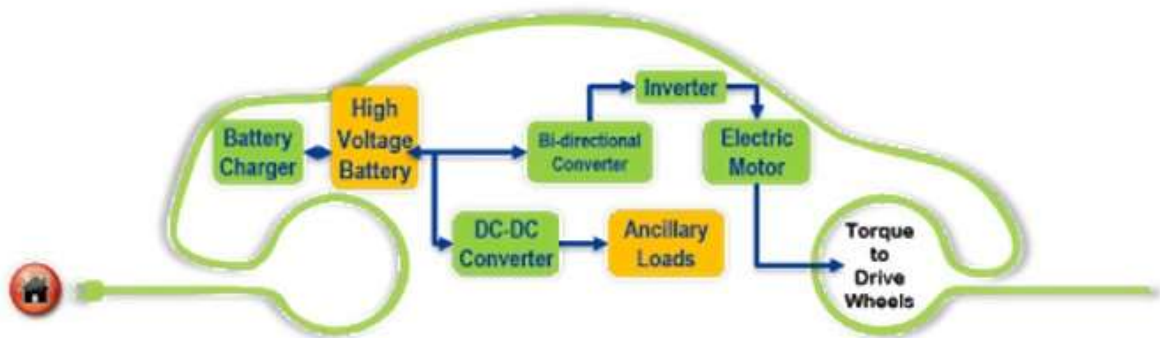 Battery
Charger
High
Voltage
Battery
Bi-directional
Converter
Inverter
Electric
Motor
DC-DC
Converter
Ancillary
Loads
Torque
to
Drive
Wheels